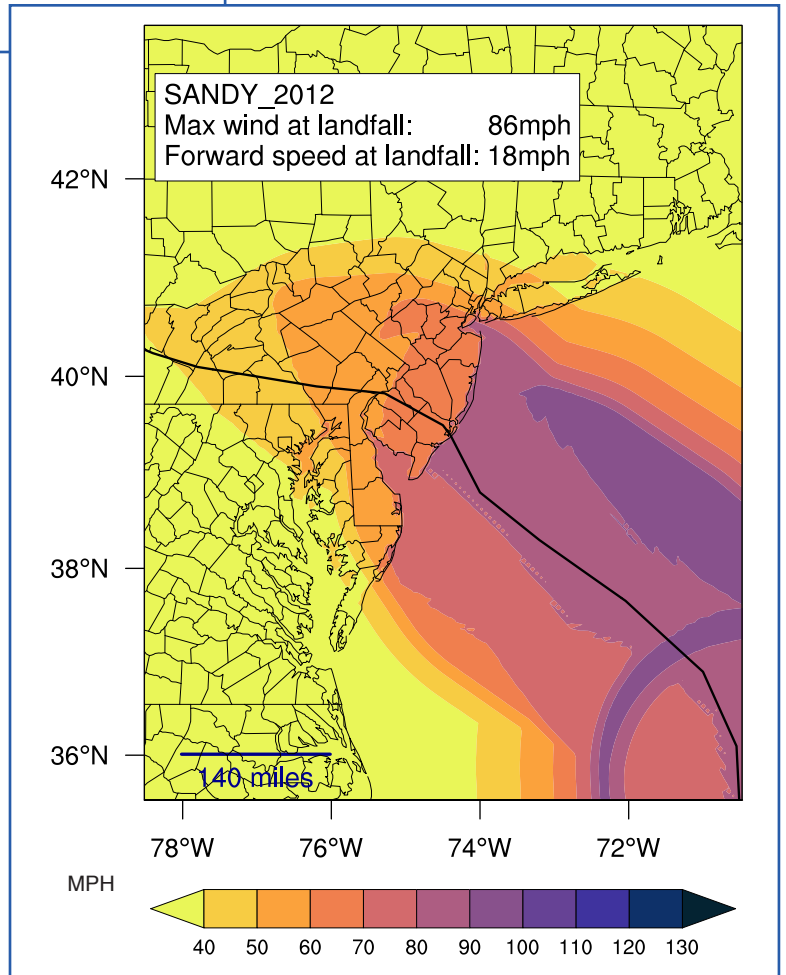 SANDY_2012
Max wind at landfall: 86mph
Forward speed at landfall: 18mph
42°N
40°N
38°N
36°N
140 miles
78°W 76°W 74°W 72°W
MPH
40 50 60 70 80 90 100 110 120 130